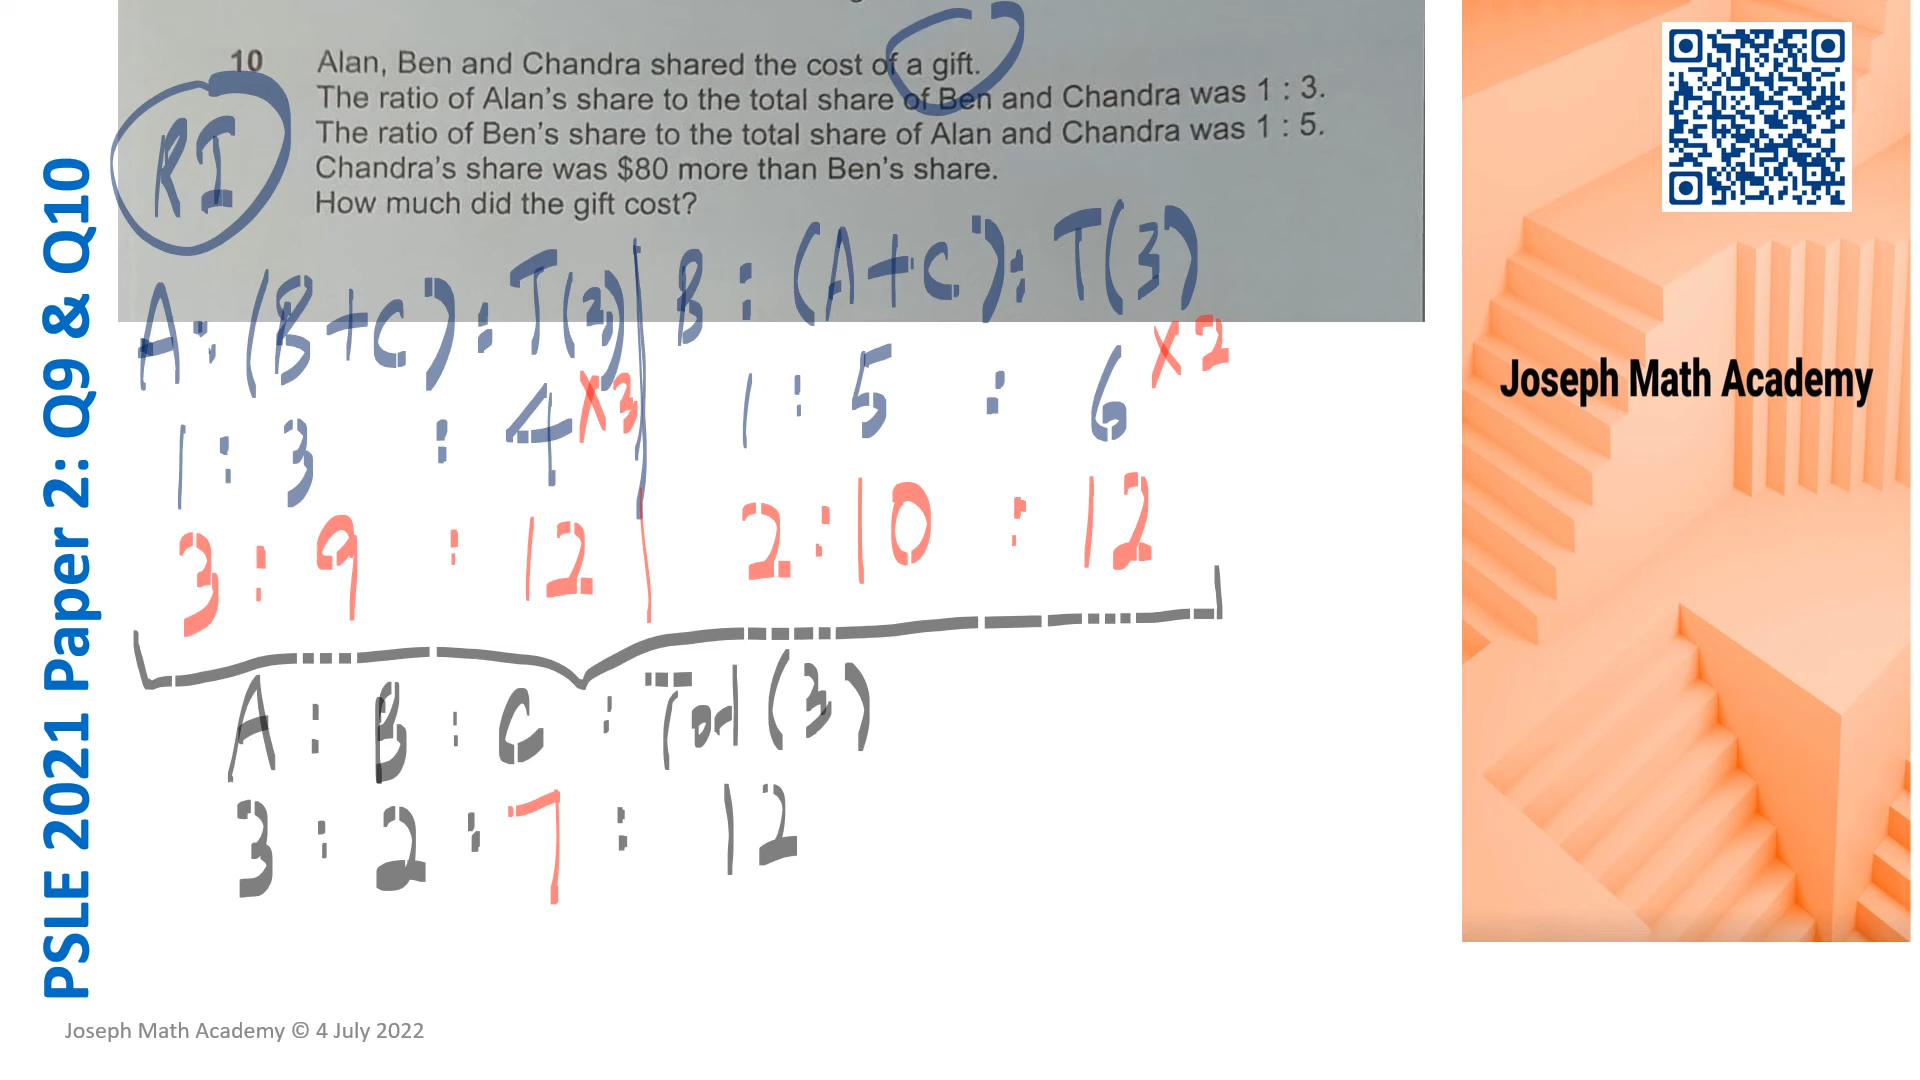 10 Alan, Ben and Chandra shared the cost of a gift.
The ratio of Alan's share to the total share of Ben and Chandra was 1 : 3.
The ratio of Ben's share to the total share of Alan and Chandra was 1 : 5.
Chandra's share was $80 more than Ben's share.
How much did the gift cost?
RI
A : (B+C) : T(3) B : (A+C) : T(3)
1 : 3 : 4 ×3 1 : 5 : 6 ×2
3 : 9 : 12 2 : 10 : 12
A : B : C : Total (3)
3 : 2 : 7 : 12
PSLE 2021 Paper 2: Q9 & Q10
Joseph Math Academy
Joseph Math Academy © 4 July 2022